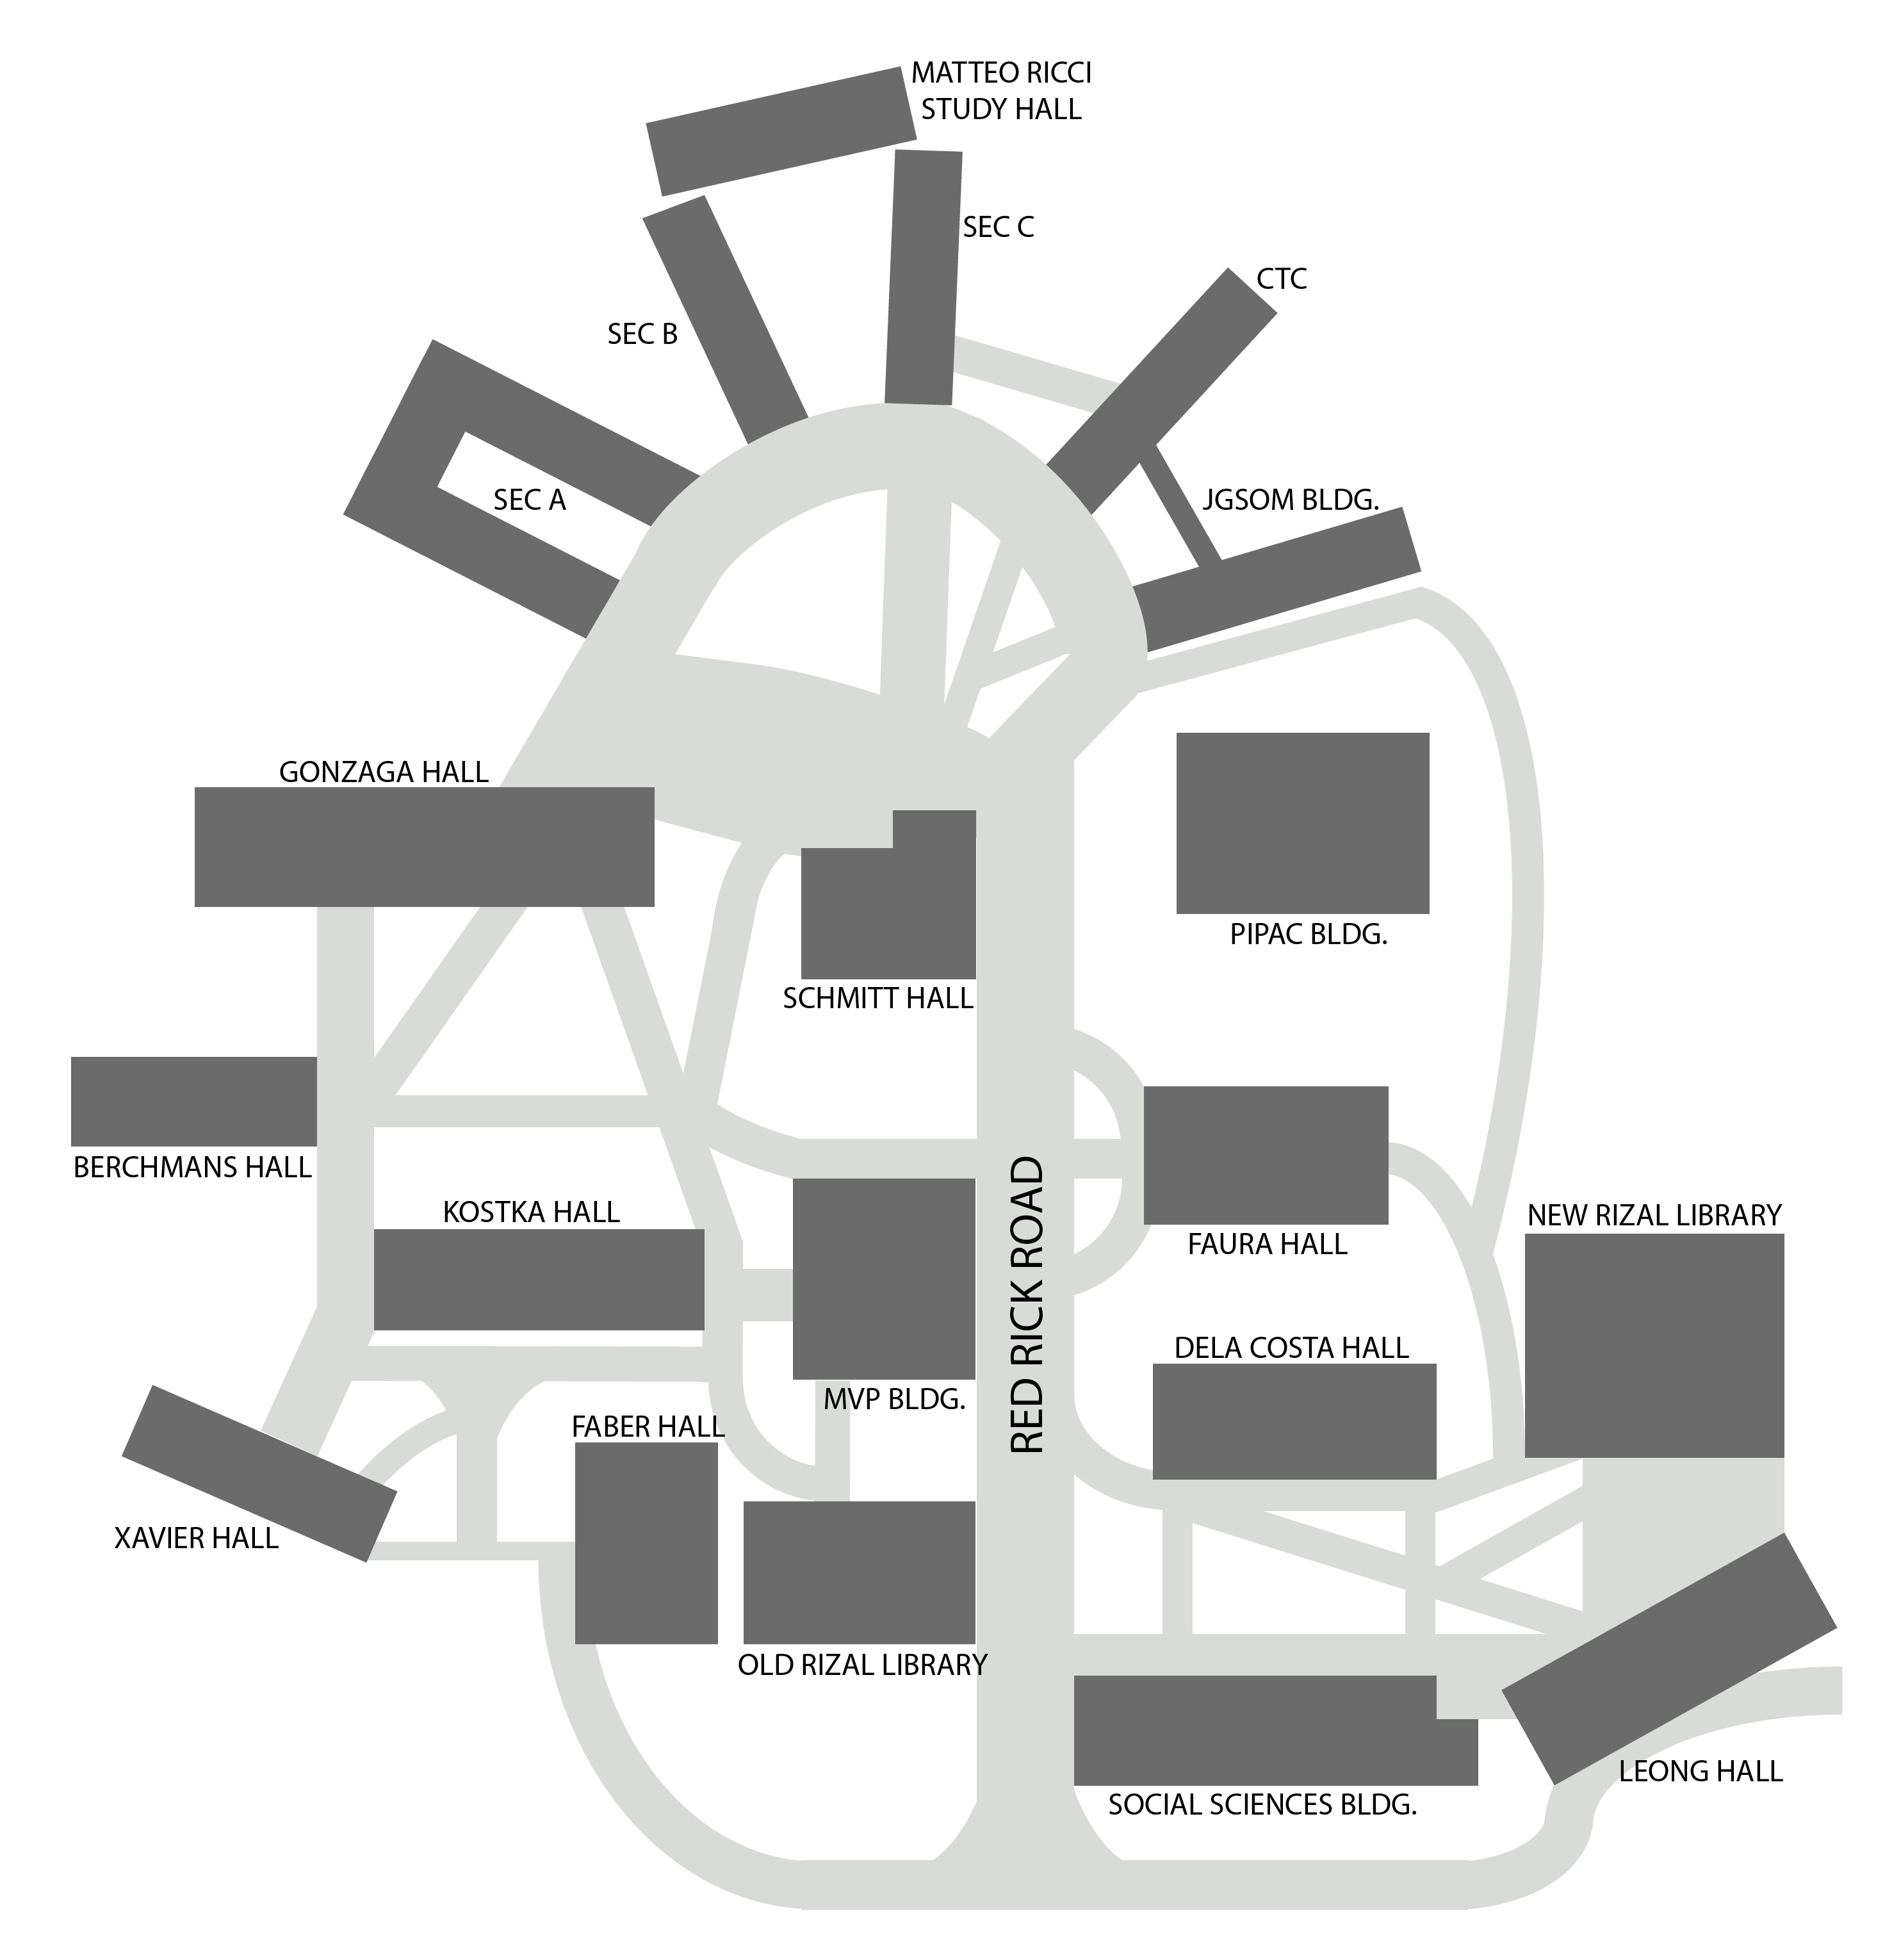 MATTEO RICCI
STUDY HALL
SEC C
CTC
SEC B
SEC A
JGSOM BLDG.
GONZAGA HALL
PIPAC BLDG.
SCHMITT HALL
BERCHMANS HALL
KOSTKA HALL
RED RICK ROAD
FAURA HALL
NEW RIZAL LIBRARY
DELA COSTA HALL
MVP BLDG.
FABER HALL
XAVIER HALL
OLD RIZAL LIBRARY
LEONG HALL
SOCIAL SCIENCES BLDG.